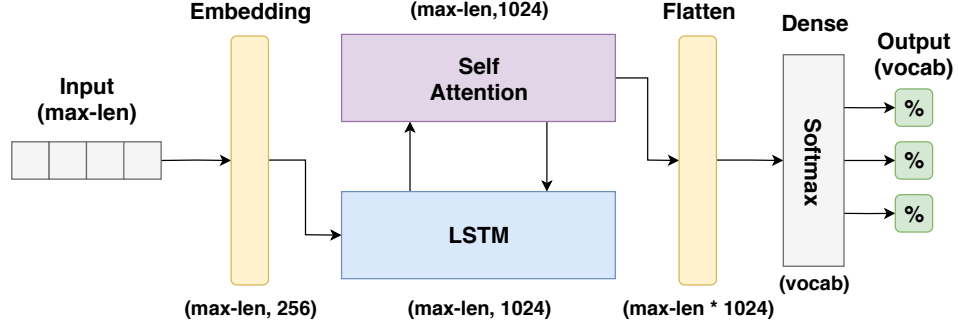 Input
(max-len)
Embedding
(max-len, 256)
(max-len,1024)
Self
Attention
LSTM
(max-len, 1024)
Flatten
(max-len * 1024)
Dense
Softmax
(vocab)
Output
(vocab)
%
%
%